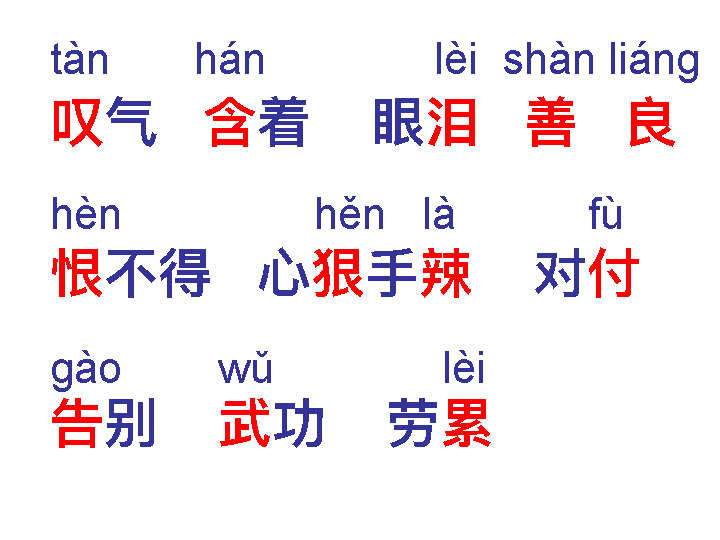 tàn hán lèi shàn liáng
叹气 含着 眼泪 善 良
hèn hěn là fù
恨不得 心狠手辣 对付
gào wǔ lèi
告别 武功 劳累